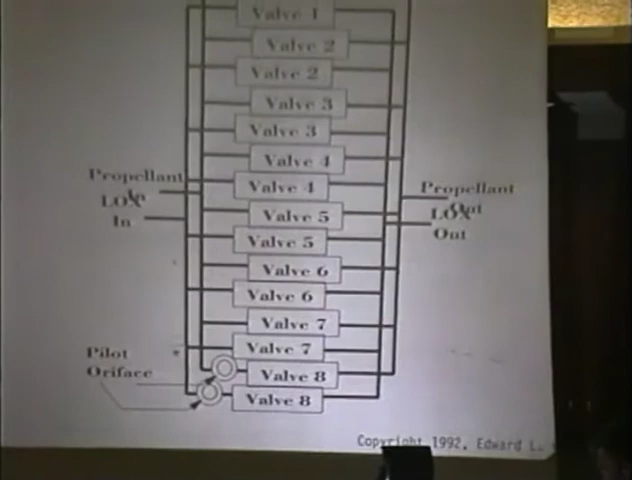 Valve 1
Valve 2
Valve 2
Valve 3
Valve 3
Valve 4
Valve 4
Valve 5
Valve 5
Valve 6
Valve 6
Valve 7
Valve 7
Valve 8
Valve 8
Propellant
In
LOX
In
Propellant
Out
LOX
Out
Pilot
Oriface
Copyright 1992, Edward L.